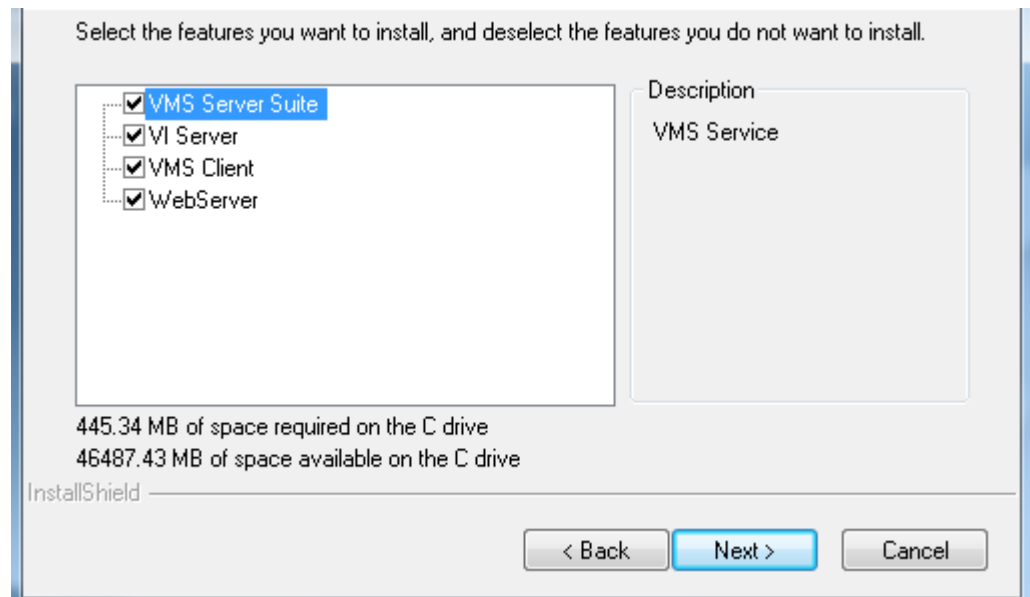 Select the features you want to install, and deselect the features you do not want to install.
VMS Server Suite
VI Server
VMS Client
WebServer
Description
VMS Service
445.34 MB of space required on the C drive
46487.43 MB of space available on the C drive
InstallShield
< Back
Next >
Cancel